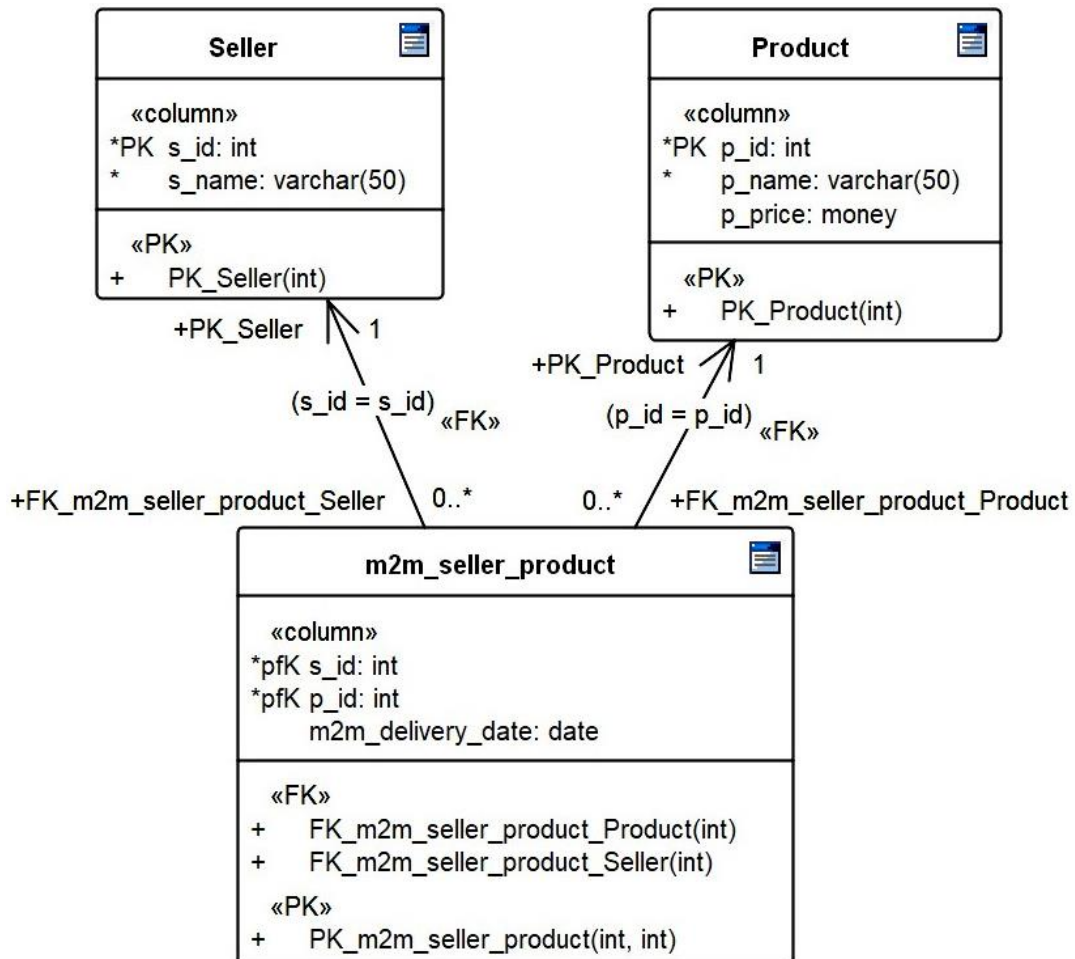 Seller
«column»
*PK s_id: int
* s_name: varchar(50)
«PK»
+ PK_Seller(int)
Product
«column»
*PK p_id: int
* p_name: varchar(50)
p_price: money
«PK»
+ PK_Product(int)
+PK_Seller 1
(s_id = s_id) «FK»
+FK_m2m_seller_product_Seller 0..*
+PK_Product 1
(p_id = p_id) «FK»
0..* +FK_m2m_seller_product_Product
m2m_seller_product
«column»
*pfK s_id: int
*pfK p_id: int
m2m_delivery_date: date
«FK»
+ FK_m2m_seller_product_Product(int)
+ FK_m2m_seller_product_Seller(int)
«PK»
+ PK_m2m_seller_product(int, int)